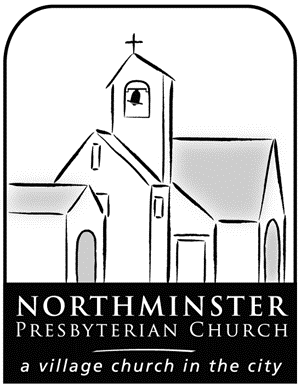 NORTHMINSTER
PRESBYTERIAN CHURCH
a village church in the city